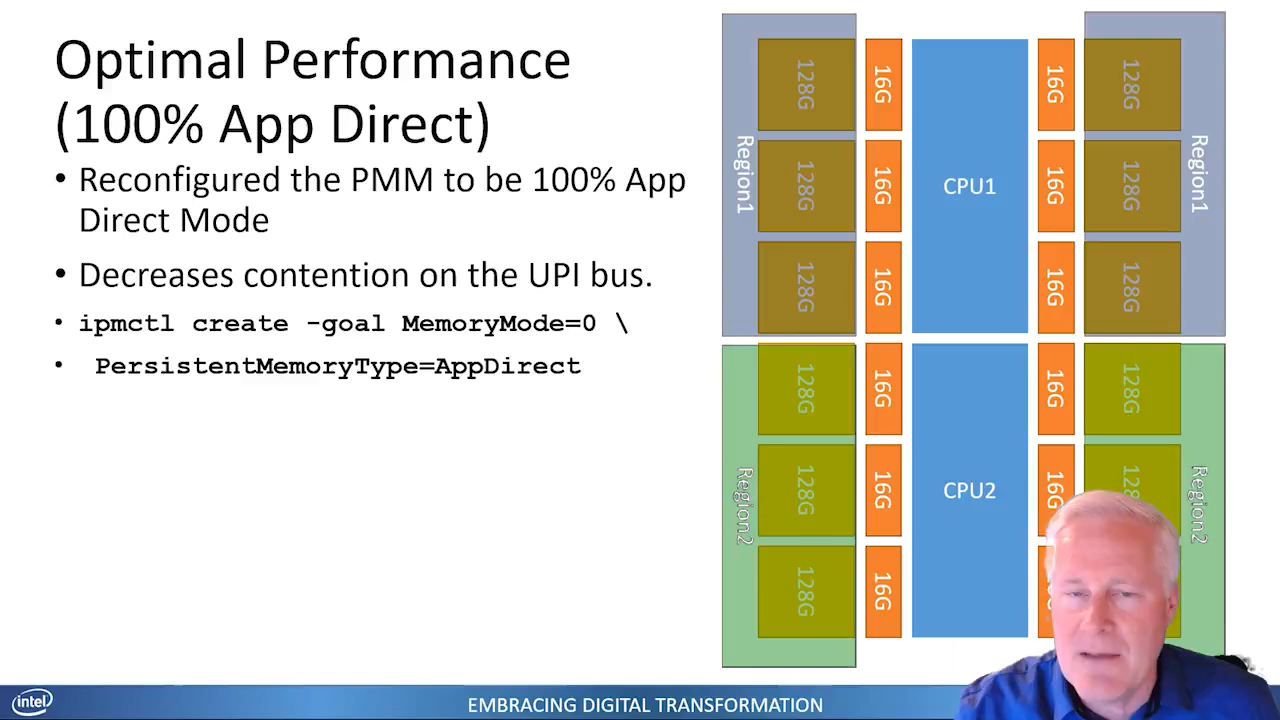 Optimal Performance
(100% App Direct)
• Reconfigured the PMM to be 100% App
Direct Mode
• Decreases contention on the UPI bus.
• ipmctl create -goal MemoryMode=0 \
• PersistentMemoryType=AppDirect
Region1
128G
16G
CPU1
16G
128G
Region1
128G
16G
16G
128G
128G
16G
16G
128G
Region2
128G
16G
CPU2
16G
128G
Region2
128G
16G
16G
128G
16G
intel
EMBRACING DIGITAL TRANSFORMATION